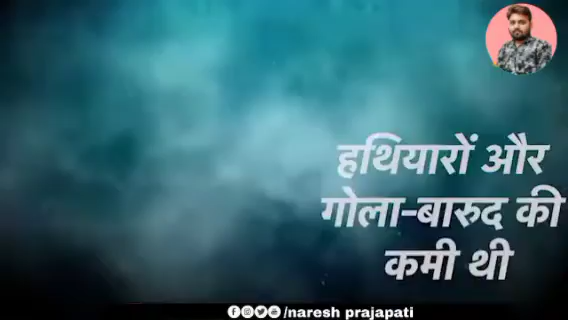 हथियारों और
गोला-बारुद की
कमी थी
/naresh prajapati